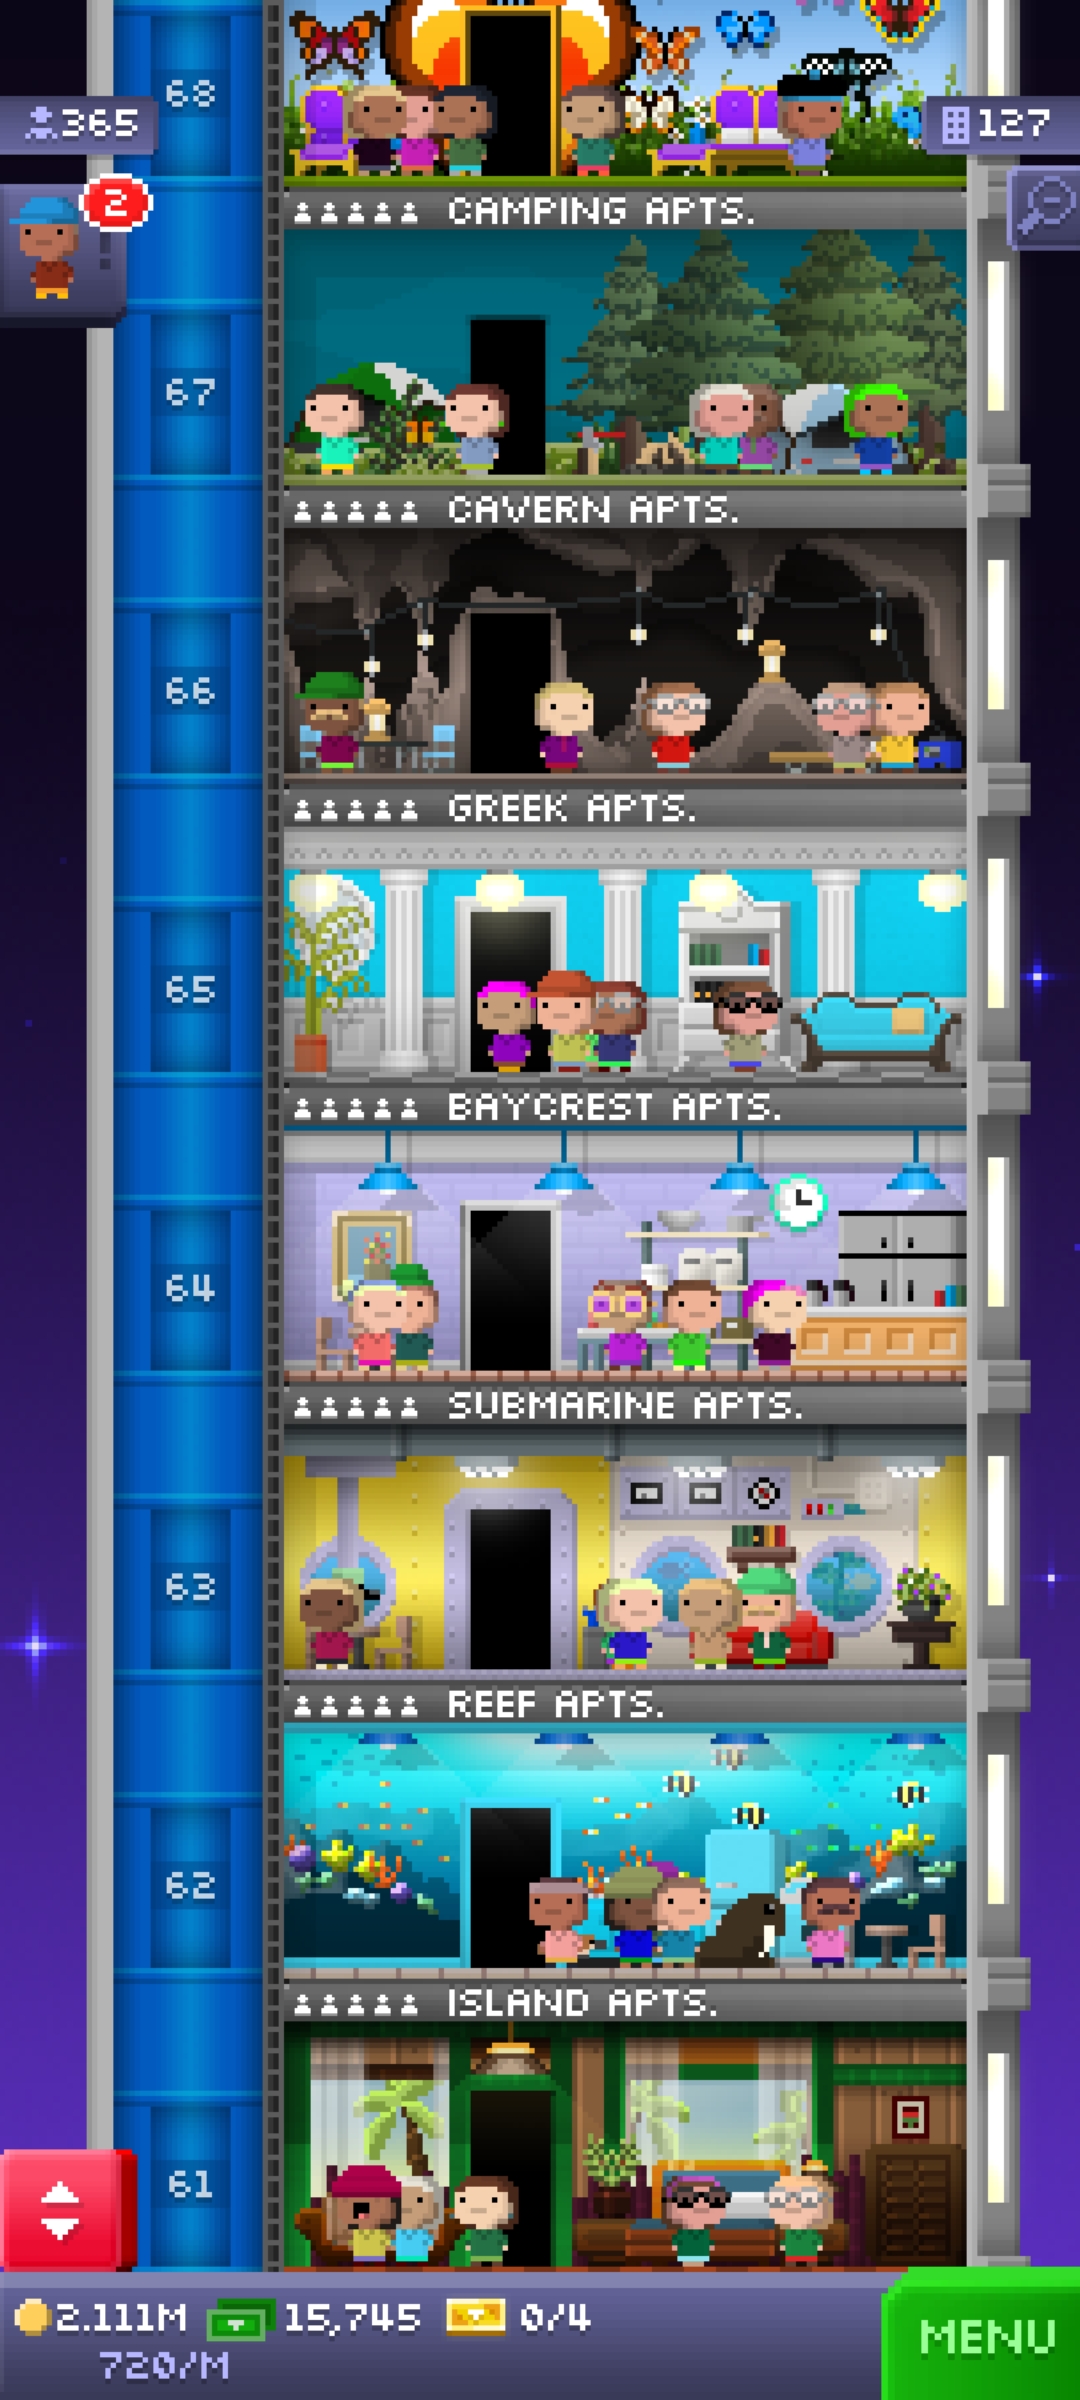 68
365
127
2
CAMPING APTS.
67
CAVERN APTS.
66
GREEK APTS.
65
BAYCREST APTS.
64
SUBMARINE APTS.
63
REEF APTS.
62
ISLAND APTS.
61
2.111M 15,745 0/4
720/M
MENU